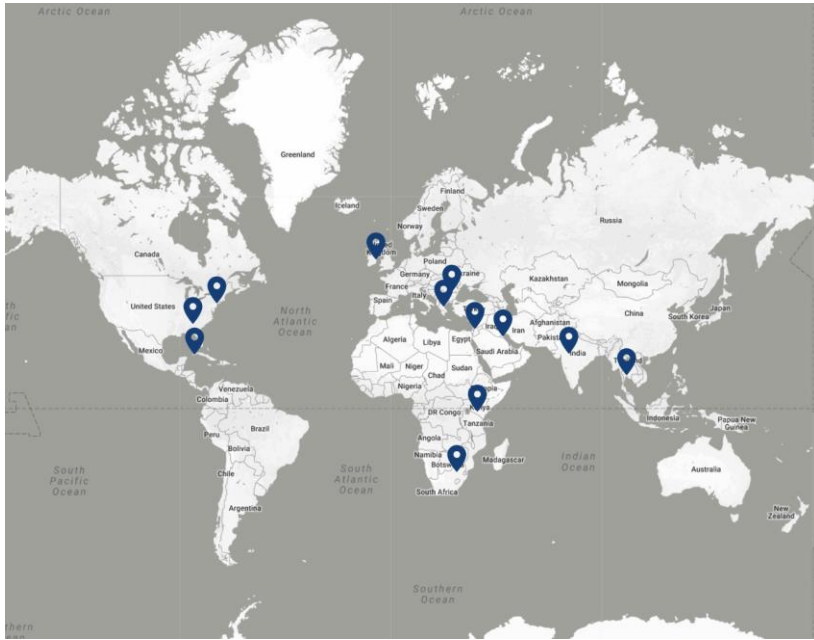 Arctic Ocean
Arctic Ocean
Greenland
Iceland
Finland
Sweden
Norway
Russia
Canada
Poland
Germany
Kazakhstan
Mongolia
France
Italy
Spain
United States
North
Atlantic
Ocean
Afghanistan
Iran
China
South Korea
Japan
Mexico
Algeria
Libya
Egypt
Saudi Arabia
India
Mali
Niger
Chad
Sudan
Nigeria
Venezuela
Colombia
DR Congo
Tanzania
Indonesia
Papua New
Guinea
Peru
Brazil
Angola
Bolivia
Namibia
Madagascar
Chile
South
Pacific
Ocean
South
Atlantic
Ocean
Indian
Ocean
Australia
South Africa
Argentina
New
Zealand
Southern
Ocean